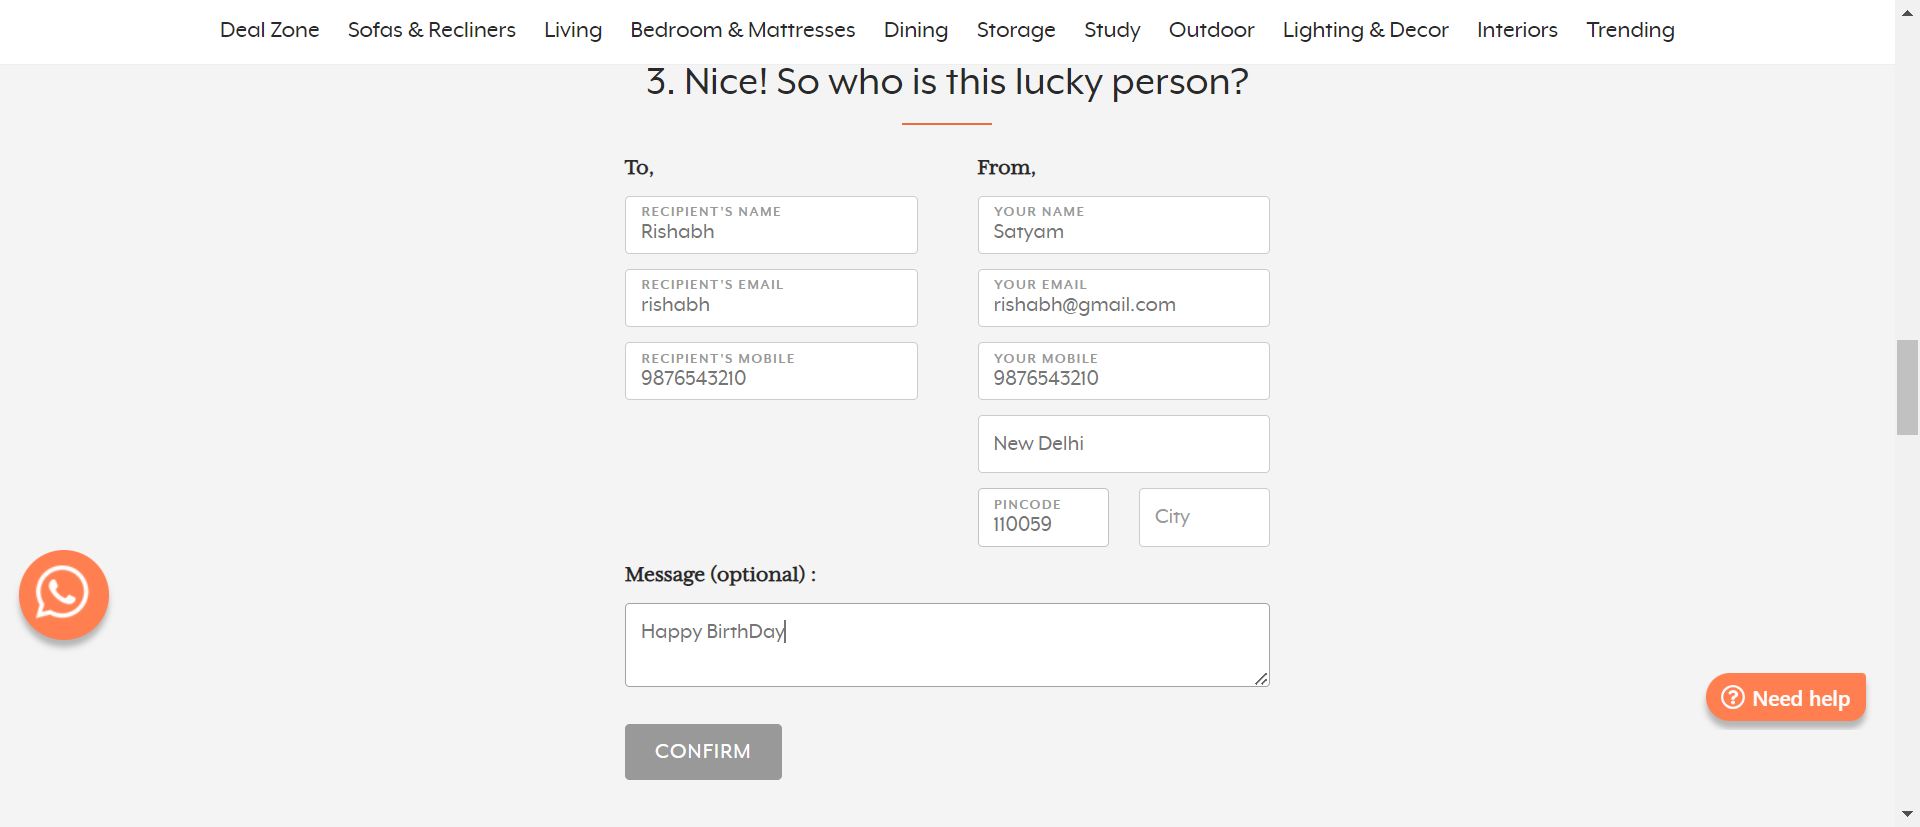 Deal Zone Sofas & Recliners Living Bedroom & Mattresses Dining Storage Study Outdoor Lighting & Decor Interiors Trending
3. Nice! So who is this lucky person?
To,
RECIPIENT'S NAME
Rishabh
RECIPIENT'S EMAIL
rishabh
RECIPIENT'S MOBILE
9876543210
From,
YOUR NAME
Satyam
YOUR EMAIL
rishabh@gmail.com
YOUR MOBILE
9876543210
New Delhi
PINCODE
110059
City
Message (optional) :
Happy BirthDay
CONFIRM
Need help